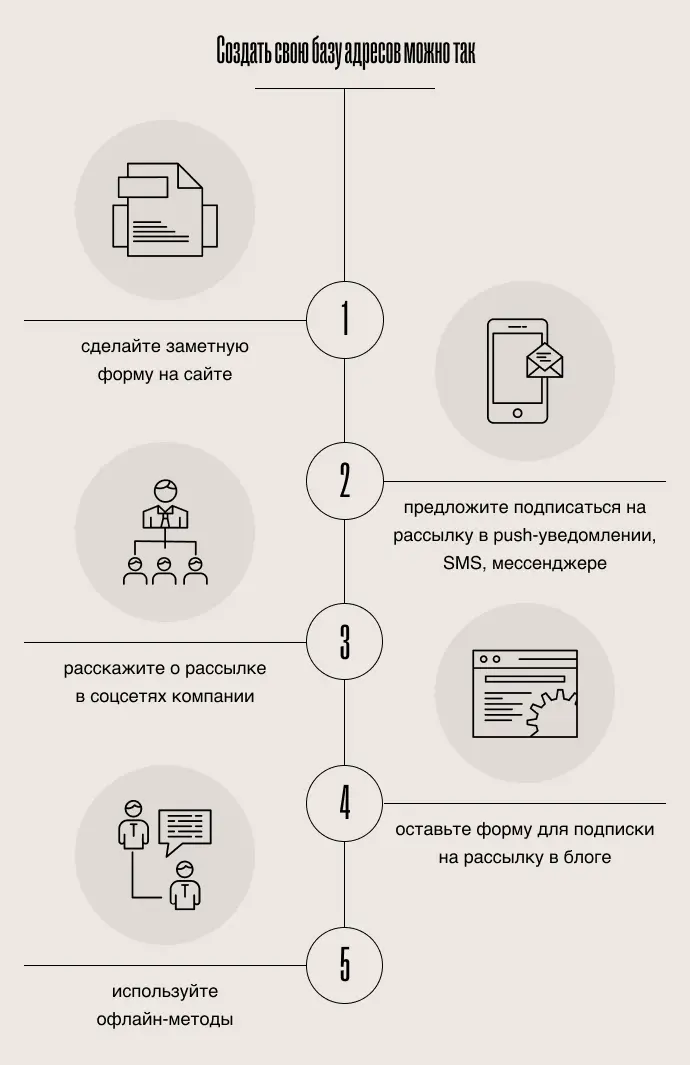 Создать свою базу адресов можно так
1
сделайте заметную
форму на сайте
2
предложите подписаться на
рассылку в push-уведомлении,
SMS, мессенджере
3
расскажите о рассылке
в соцсетях компании
4
оставьте форму для подписки
на рассылку в блоге
5
используйте
офлайн-методы